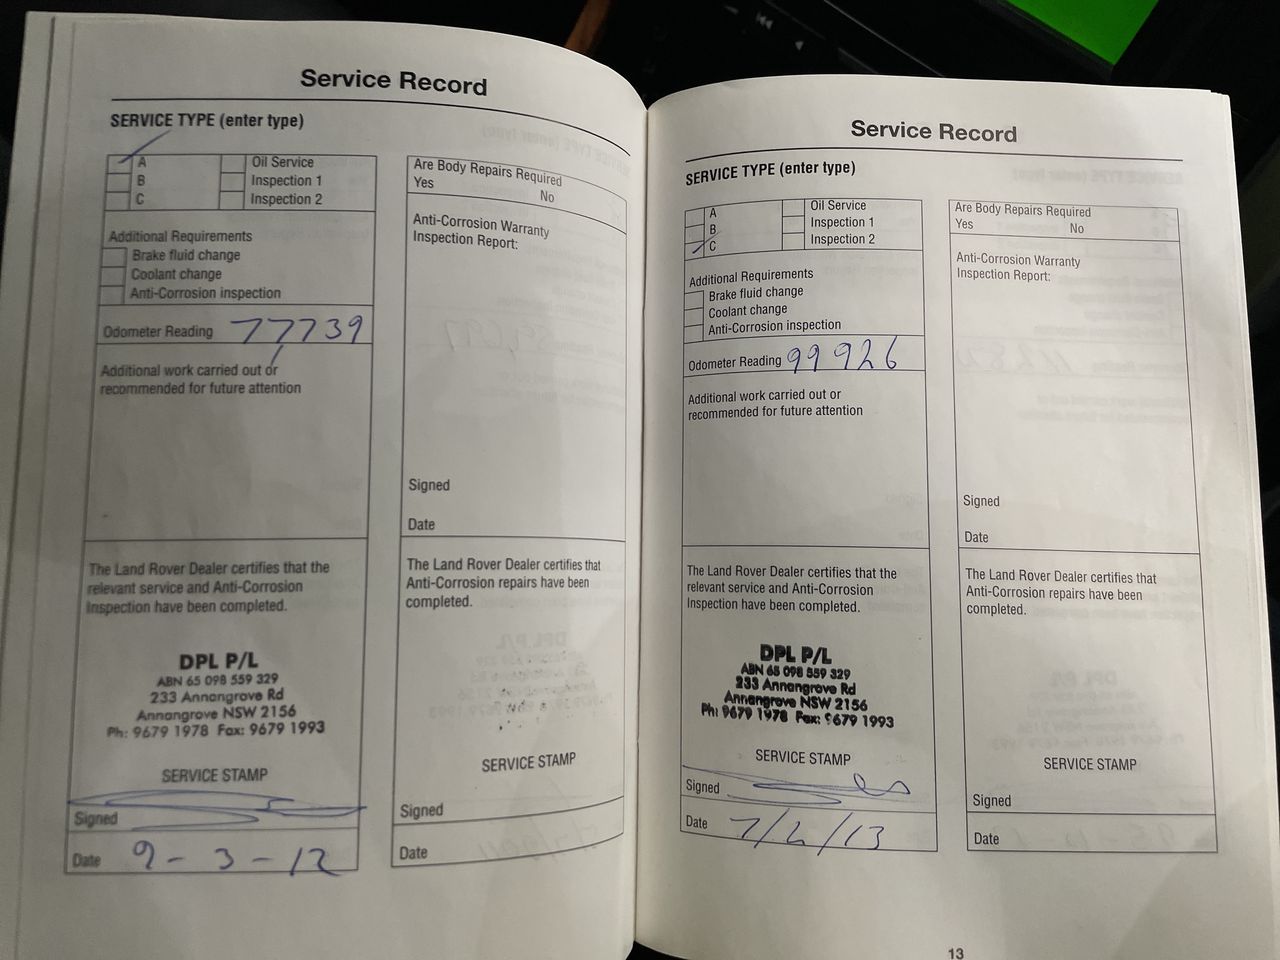 Service Record
SERVICE TYPE (enter type)
A
B
C
Oil Service
Inspection 1
Inspection 2
Additional Requirements
Brake fluid change
Coolant change
Anti-Corrosion inspection
Odometer Reading 77739
Additional work carried out or
recommended for future attention
The Land Rover Dealer certifies that the
relevant service and Anti-Corrosion
Inspection have been completed.
DPL P/L
ABN 65 098 559 329
233 Annangrove Rd
Annangrove NSW 2156
Ph: 9679 1978 Fax: 9679 1993
SERVICE STAMP
Signed
Date 9-3-12
Are Body Repairs Required
Yes No
Anti-Corrosion Warranty
Inspection Report:
Signed
Date
The Land Rover Dealer certifies that
Anti-Corrosion repairs have been
completed.
SERVICE STAMP
Signed
Date
Service Record
SERVICE TYPE (enter type)
A
B
C
Oil Service
Inspection 1
Inspection 2
Additional Requirements
Brake fluid change
Coolant change
Anti-Corrosion inspection
Odometer Reading 99926
Additional work carried out or
recommended for future attention
The Land Rover Dealer certifies that the
relevant service and Anti-Corrosion
Inspection have been completed.
DPL P/L
ABN 65 098 559 329
233 Annangrove Rd
Annangrove NSW 2156
Ph: 9679 1978 Fax: 9679 1993
SERVICE STAMP
Signed
Date 7/2/13
Are Body Repairs Required
Yes No
Anti-Corrosion Warranty
Inspection Report:
Signed
Date
The Land Rover Dealer certifies that
Anti-Corrosion repairs have been
completed.
SERVICE STAMP
Signed
Date
13